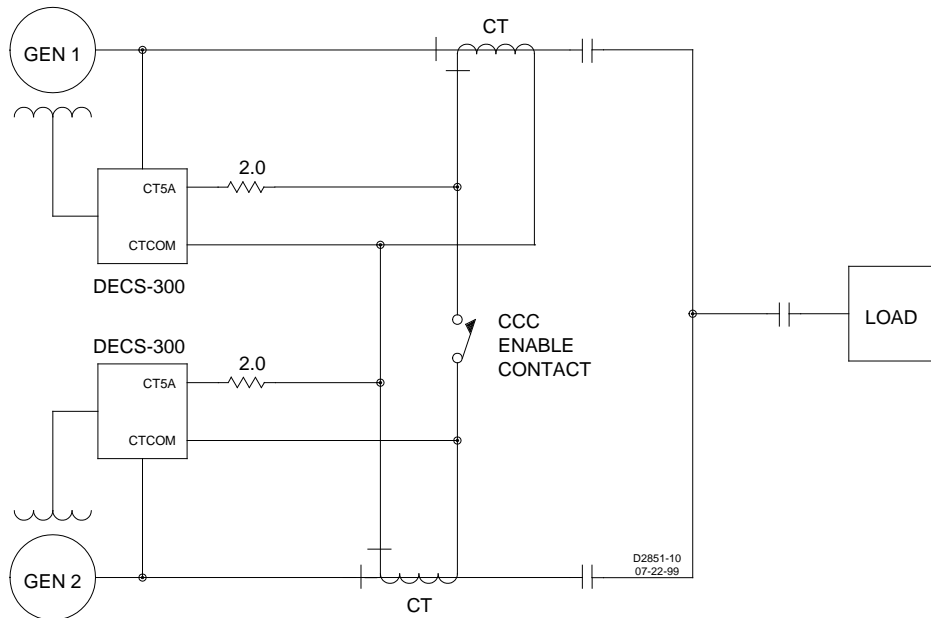 CT
GEN 1
2.0
CT5A
CTCOM
DECS-300
CCC
ENABLE
CONTACT
LOAD
DECS-300
2.0
CT5A
CTCOM
D2851-10
07-22-99
GEN 2
CT